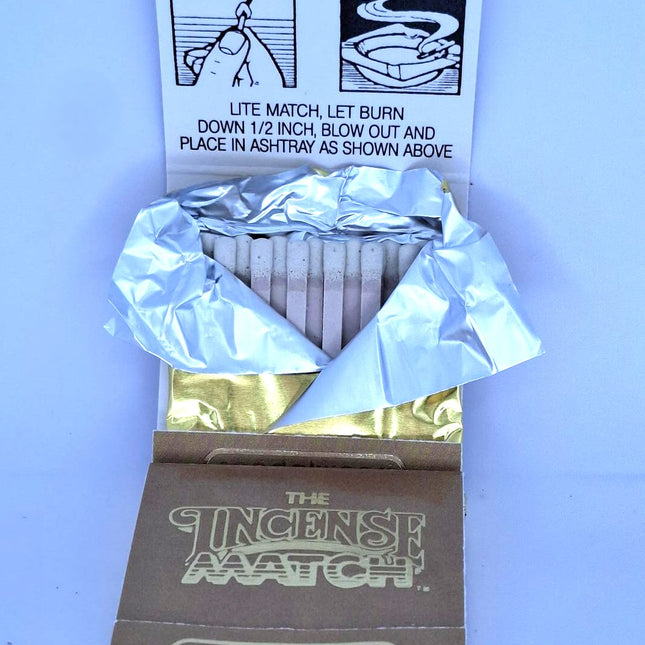 LITE MATCH, LET BURN
DOWN 1/2 INCH, BLOW OUT AND
PLACE IN ASHTRAY AS SHOWN ABOVE
THE
INCENSE
MATCH™